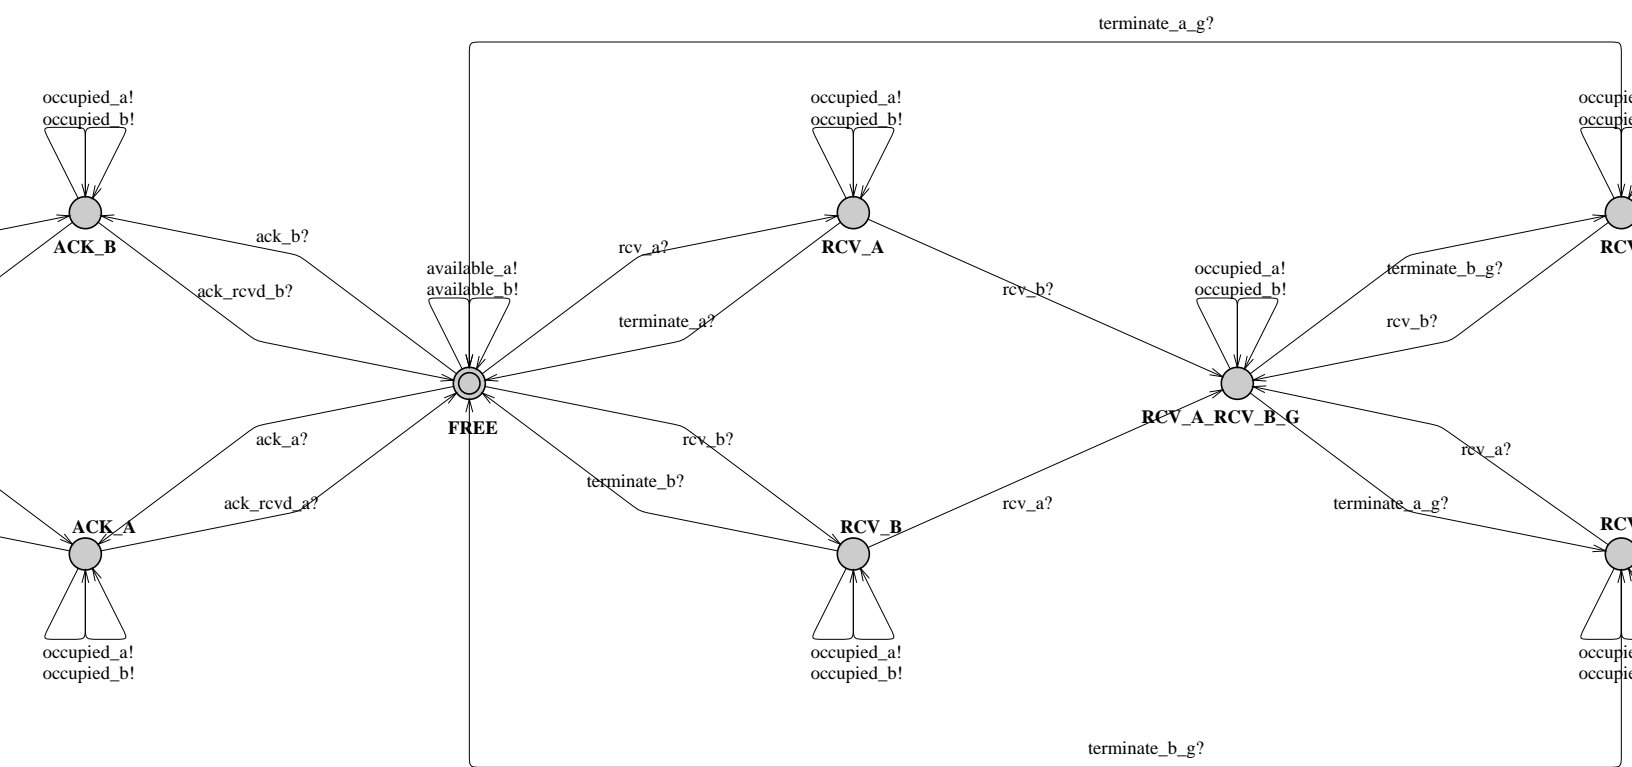 terminate_a_g?
occupied_a!
occupied_b!
occupied_a!
occupied_b!
ACK_B
ack_b?
ack_rcvd_b?
rcv_a?
RCV_A
available_a!
available_b!
terminate_a?
rcv_b?
occupied_a!
occupied_b!
terminate_b_g?
rcv_b?
FREE
RCV_A_RCV_B_G
ack_a?
rcv_b?
rcv_a?
terminate_b?
ack_rcvd_a?
rcv_a?
terminate_a_g?
ACK_A
RCV_B
occupied_a!
occupied_b!
occupied_a!
occupied_b!
terminate_b_g?